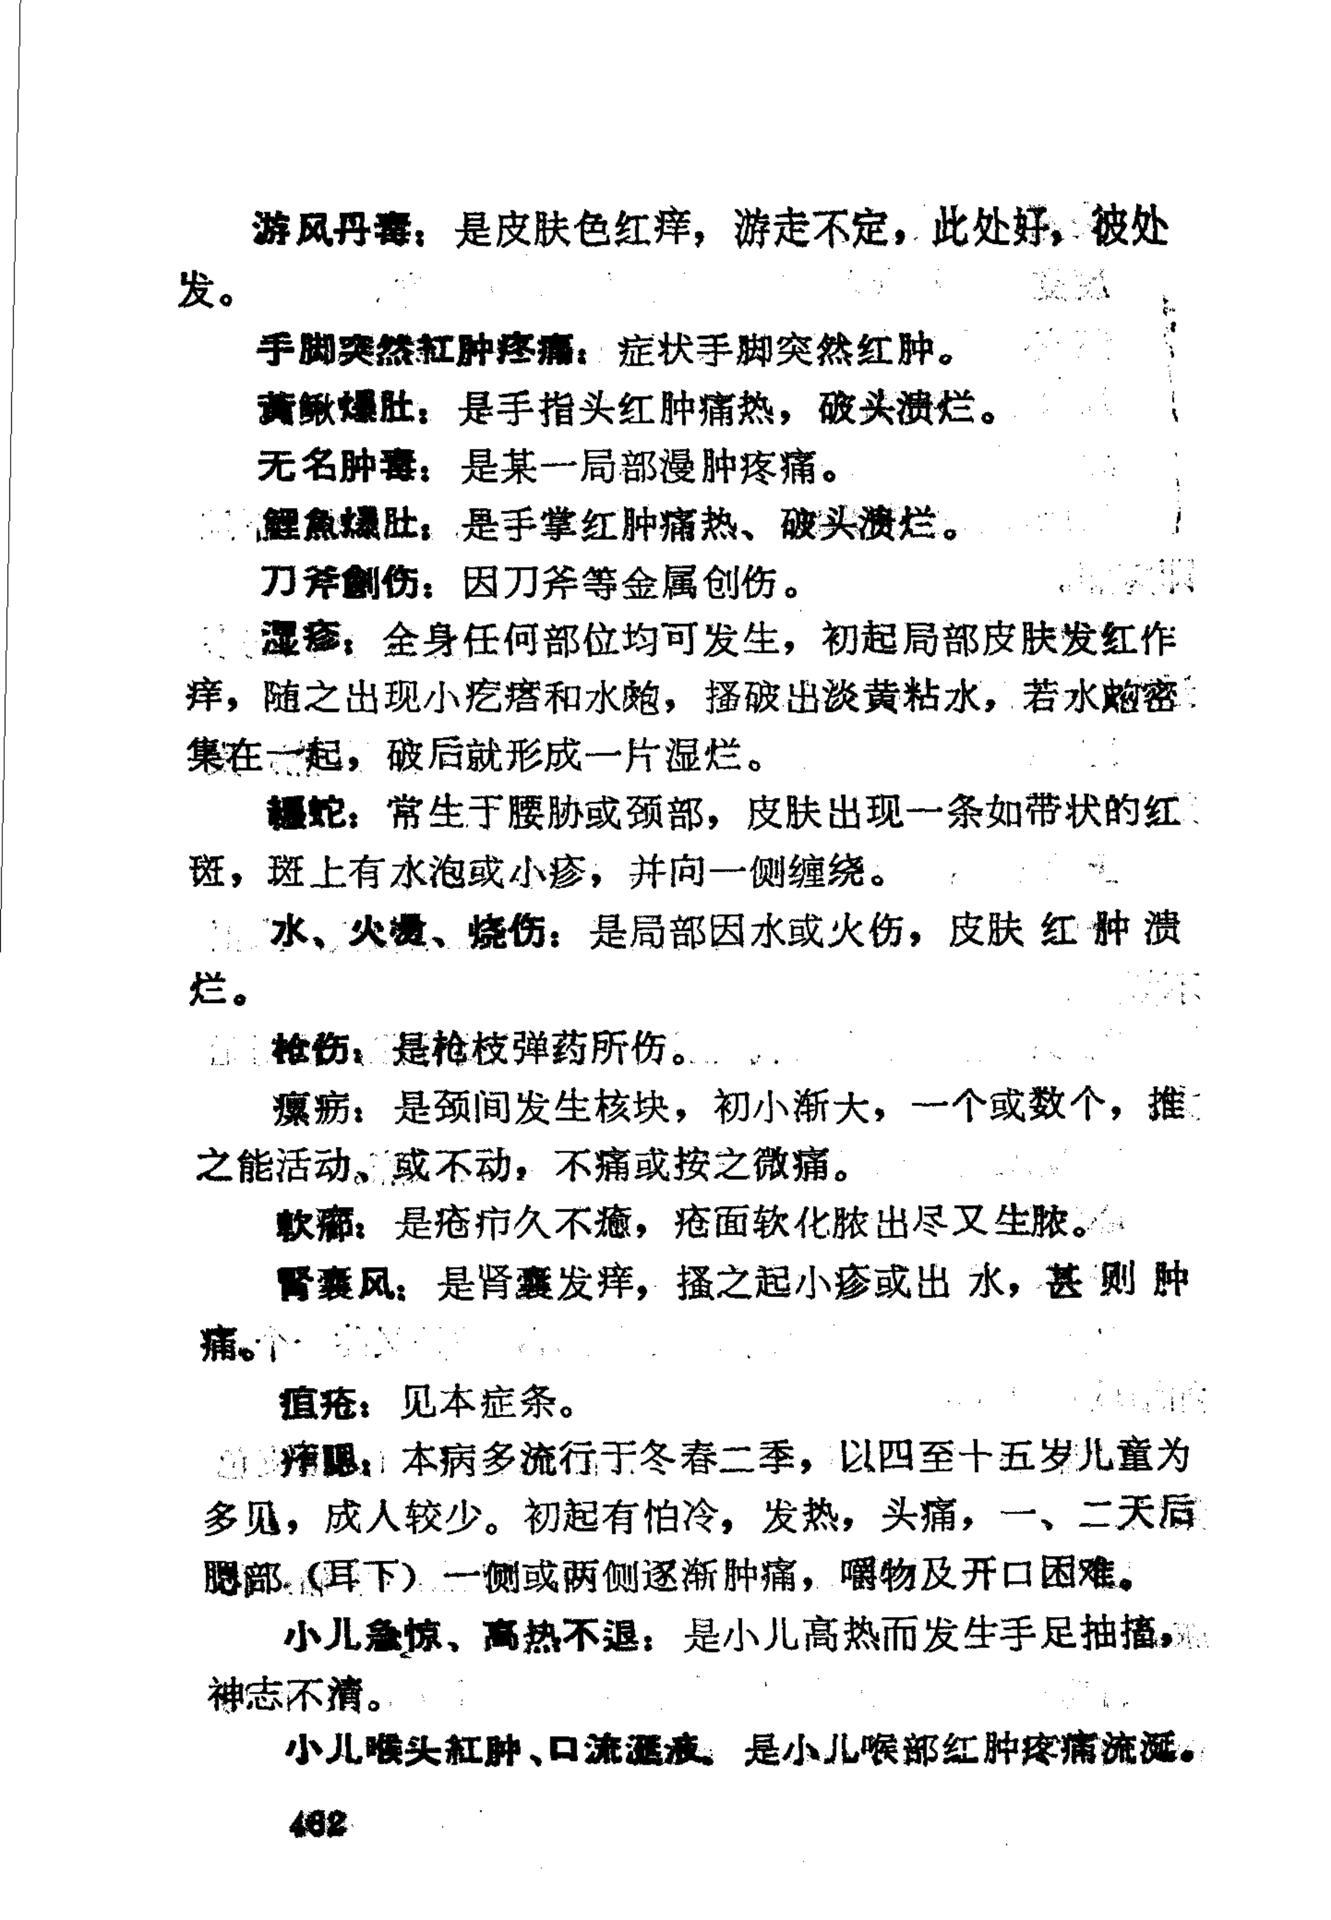 游风丹毒：是皮肤色红痒，游走不定，此处好，彼处
发。
手脚突然紅肿疼痛：症状手脚突然红肿。
黃鳅爆肚：是手指头红肿痛热，破头溃烂。
无名肿毒：是某一局部漫肿疼痛。
鯉魚爆肚：是手掌红肿痛热、破头溃烂。
刀斧創伤：因刀斧等金属创伤。
湿疹：全身任何部位均可发生，初起局部皮肤发红作
痒，随之出现小疙瘩和水皰，搔破出淡黄粘水，若水皰密
集在一起，破后就形成一片湿烂。
蛇：常生于腰胁或颈部，皮肤出现一条如带状的红
斑，斑上有水泡或小疹，并向一侧缠绕。
水、火燙、烧伤：是局部因水或火伤，皮肤红肿溃
烂。
枪伤：是枪枝弹药所伤。
瘰疬：是颈间发生核块，初小渐大，一个或数个，推
之能活动、或不动，不痛或按之微痛。
軟癤：是疮疖久不癒，疮面软化脓出尽又生脓。
肾囊风：是肾囊发痒，搔之起小疹或出水，甚则肿
痛。
疽疮：见本症条。
痄腮：本病多流行于冬春二季，以四至十五岁儿童为
多见，成人较少。初起有怕冷，发热，头痛，一、二天后
腮部（耳下）一侧或两侧逐渐肿痛，嚼物及开口困难。
小儿急惊、高热不退：是小儿高热而发生手足抽搐，
神志不清。
小儿喉头紅肿、口流涎液：是小儿喉部红肿疼痛流涎。
462